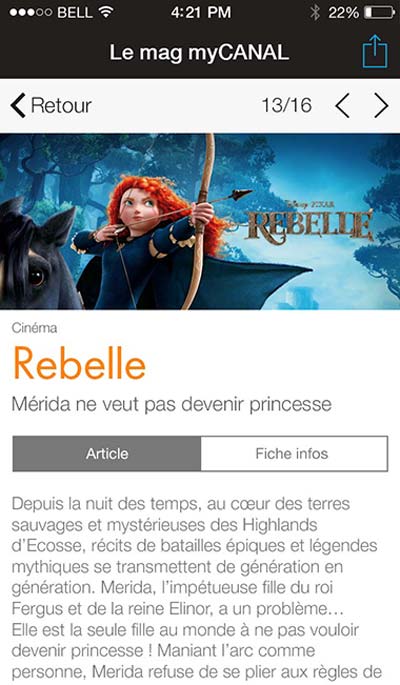 BELL 4:21 PM 22%
Le mag myCANAL
Retour 13/16
Disney · PIXAR
REBELLE
Cinéma
Rebelle
Mérida ne veut pas devenir princesse
Article Fiche infos
Depuis la nuit des temps, au cœur des terres
sauvages et mystérieuses des Highlands
d’Ecosse, récits de batailles épiques et légendes
mythiques se transmettent de génération en
génération. Merida, l’impétueuse fille du roi
Fergus et de la reine Elinor, a un problème…
Elle est la seule fille au monde à ne pas vouloir
devenir princesse ! Maniant l’arc comme
personne, Merida refuse de se plier aux règles de